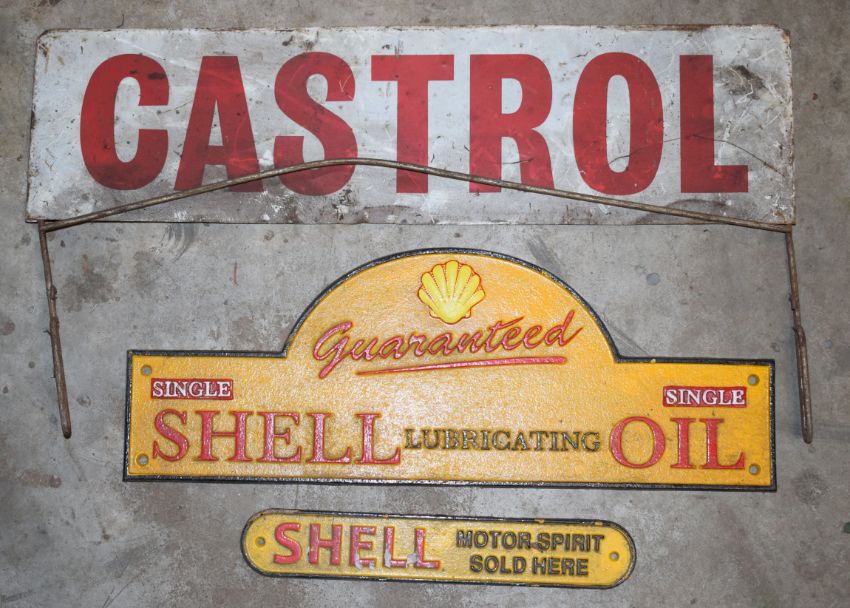 CASTROL
Guaranteed
SINGLE SINGLE
SHELL LUBRICATING OIL
SHELL MOTOR SPIRIT
SOLD HERE